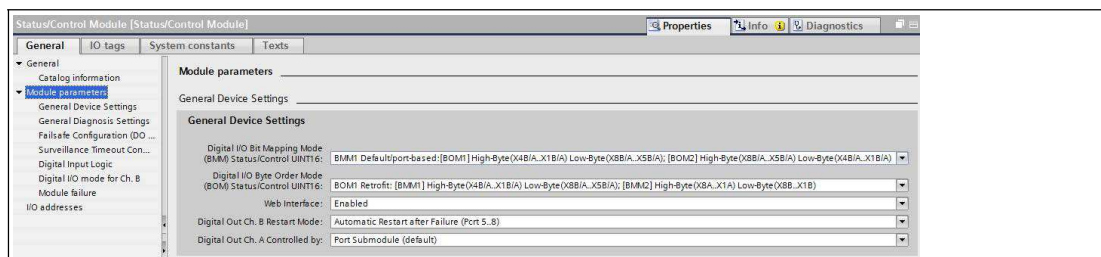 Status/Control Module [Status/Control Module]
Properties Info Diagnostics
General IO tags System constants Texts
General
Catalog information
Module parameters
General Device Settings
General Diagnosis Settings
Failsafe Configuration (DO ...
Surveillance Timeout Con...
Digital Input Logic
Digital I/O mode for Ch. B
Module failure
I/O addresses
Module parameters
General Device Settings
General Device Settings
Digital I/O Bit Mapping Mode
(BMM) Status/Control UINT16: BMM1 Default/port-based:[BOM1] High-Byte(X4B/A..X1B/A) Low-Byte(X8B/A..X5B/A); [BOM2] High-Byte(X8B/A..X5B/A) Low-Byte(X4B/A..X1B/A)
Digital I/O Byte Order Mode
(BOM) Status/Control UINT16: BOM1 Retrofit: [BMM1] High-Byte(X4B/A..X1B/A) Low-Byte(X8B/A..X5B/A); [BMM2] High-Byte(X8A..X1A) Low-Byte(X8B..X1B)
Web Interface: Enabled
Digital Out Ch. B Restart Mode: Automatic Restart after Failure (Port 5..8)
Digital Out Ch. A Controlled by: Port Submodule (default)